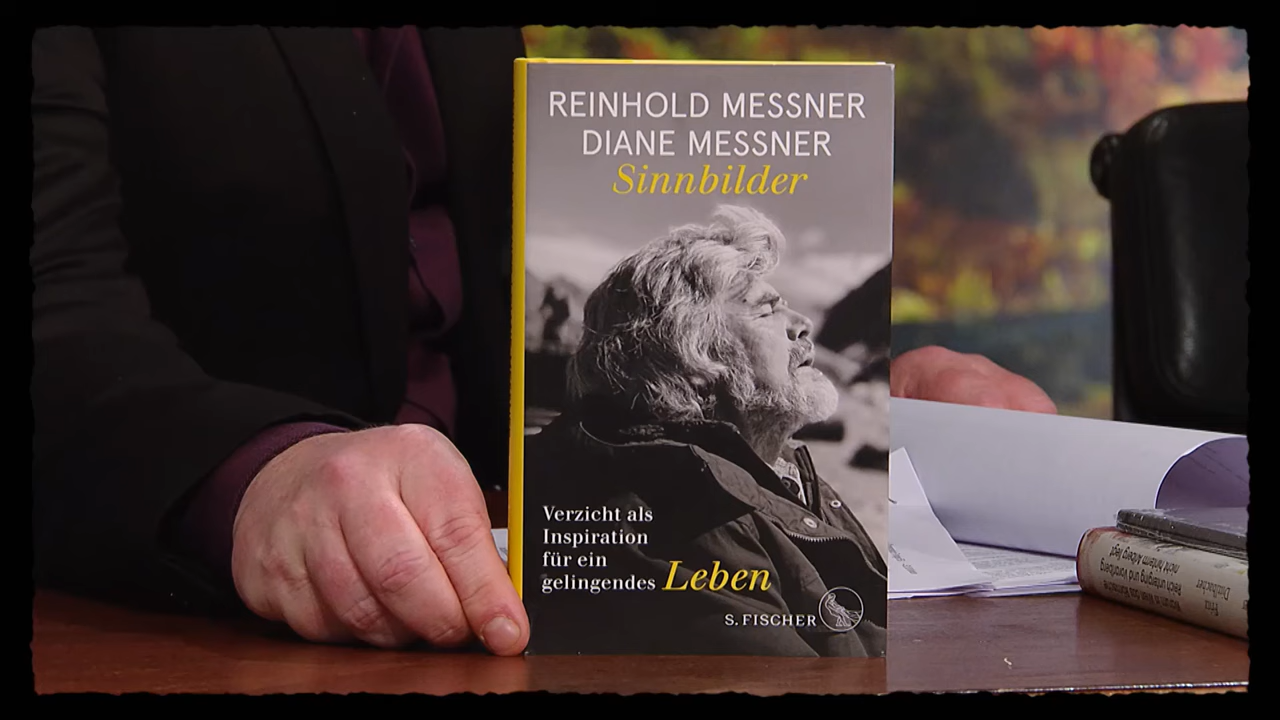 REINHOLD MESSNER
DIANE MESSNER
Sinnbilder
Verzicht als
Inspiration
für ein
gelingendes Leben
S. FISCHER